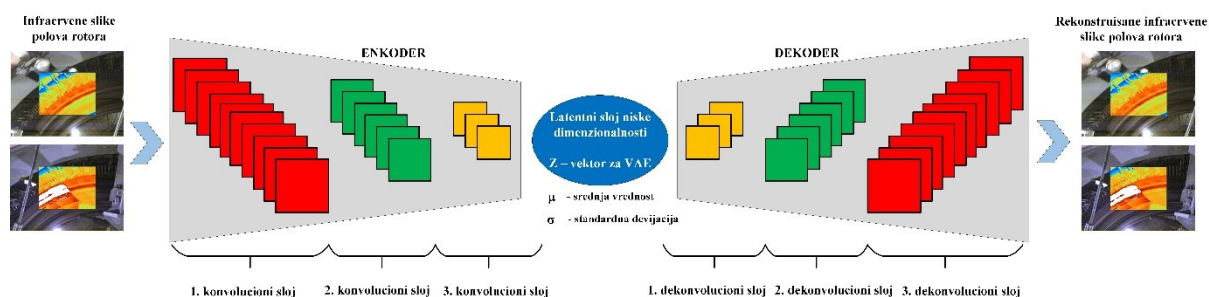 Infracrvene slike
polova rotora
ENKODER
Latentni sloj niske
dimenzionalnosti
Z – vektor za VAE
μ - srednja vrednost
σ - standardna devijacija
DEKODER
Rekonstruisane infracrvene
slike polova rotora
1. konvolucioni sloj 2. konvolucioni sloj 3. konvolucioni sloj
1. dekonvolucioni sloj 2. dekonvolucioni sloj 3. dekonvolucioni sloj